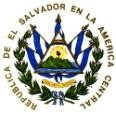 REPUBLICA DE EL SALVADOR EN LA AMERICA CENTRAL